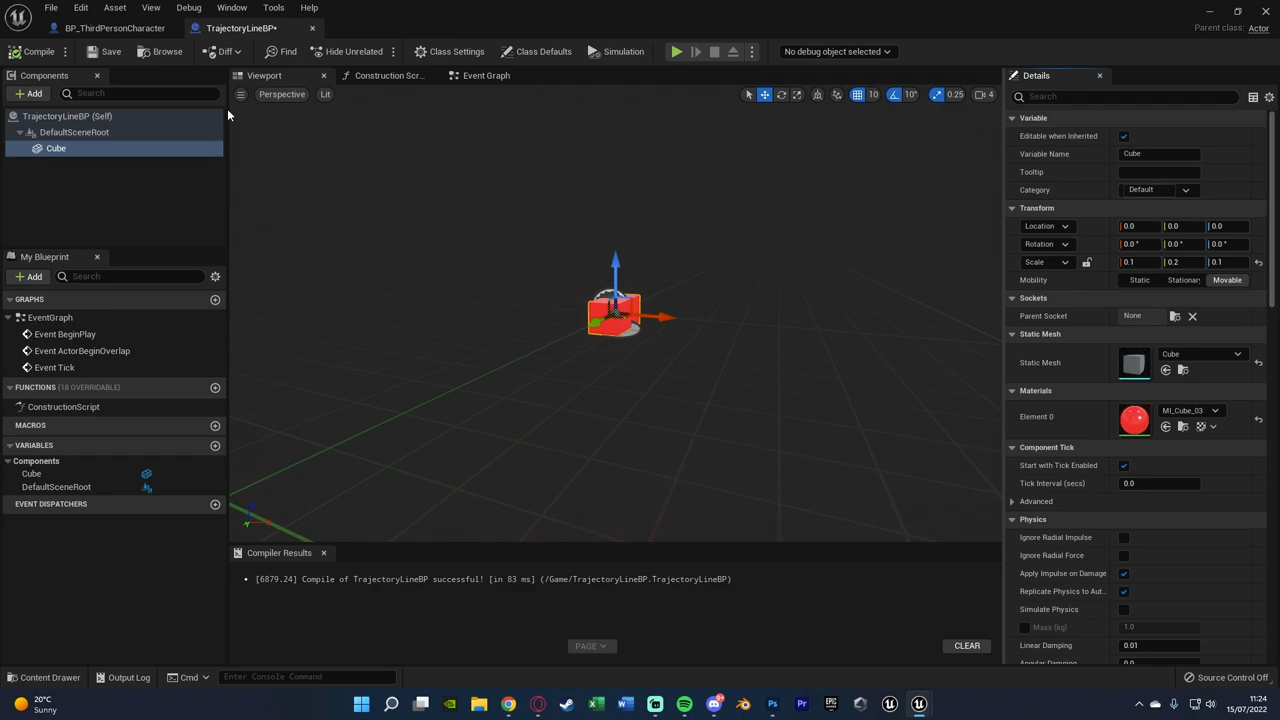 File Edit Asset View Debug Window Tools Help
BP_ThirdPersonCharacter TrajectoryLineBP* Parent class: Actor
Compile Save Browse Diff Find Hide Unrelated Class Settings Class Defaults Simulation No debug object selected
Components Viewport Construction Scr... Event Graph Details
Add Search Perspective Lit 10 10° 0.25 4 Search
TrajectoryLineBP (Self)
DefaultSceneRoot
Cube
My Blueprint
Add Search
GRAPHS
EventGraph
Event BeginPlay
Event ActorBeginOverlap
Event Tick
FUNCTIONS (18 OVERRIDABLE)
ConstructionScript
MACROS
VARIABLES
Components
Cube
DefaultSceneRoot
EVENT DISPATCHERS
Compiler Results
[6879.24] Compile of TrajectoryLineBP successful! [in 83 ms] (/Game/TrajectoryLineBP.TrajectoryLineBP)
PAGE CLEAR
Variable
Editable when Inherited
Variable Name Cube
Tooltip
Category Default
Transform
Location 0.0 0.0 0.0
Rotation 0.0 ° 0.0 ° 0.0 °
Scale 0.1 0.2 0.1
Mobility Static Stationary Movable
Sockets
Parent Socket None
Static Mesh
Static Mesh Cube
Materials
Element 0 MI_Cube_03
Component Tick
Start with Tick Enabled
Tick Interval (secs) 0.0
Advanced
Physics
Ignore Radial Impulse
Ignore Radial Force
Apply Impulse on Damage
Replicate Physics to Aut...
Simulate Physics
Mass (kg) 1.0
Linear Damping 0.01
Angular Damping 0.0
Content Drawer Output Log Cmd Enter Console Command Source Control Off
20°C
Sunny
11:24
15/07/2022